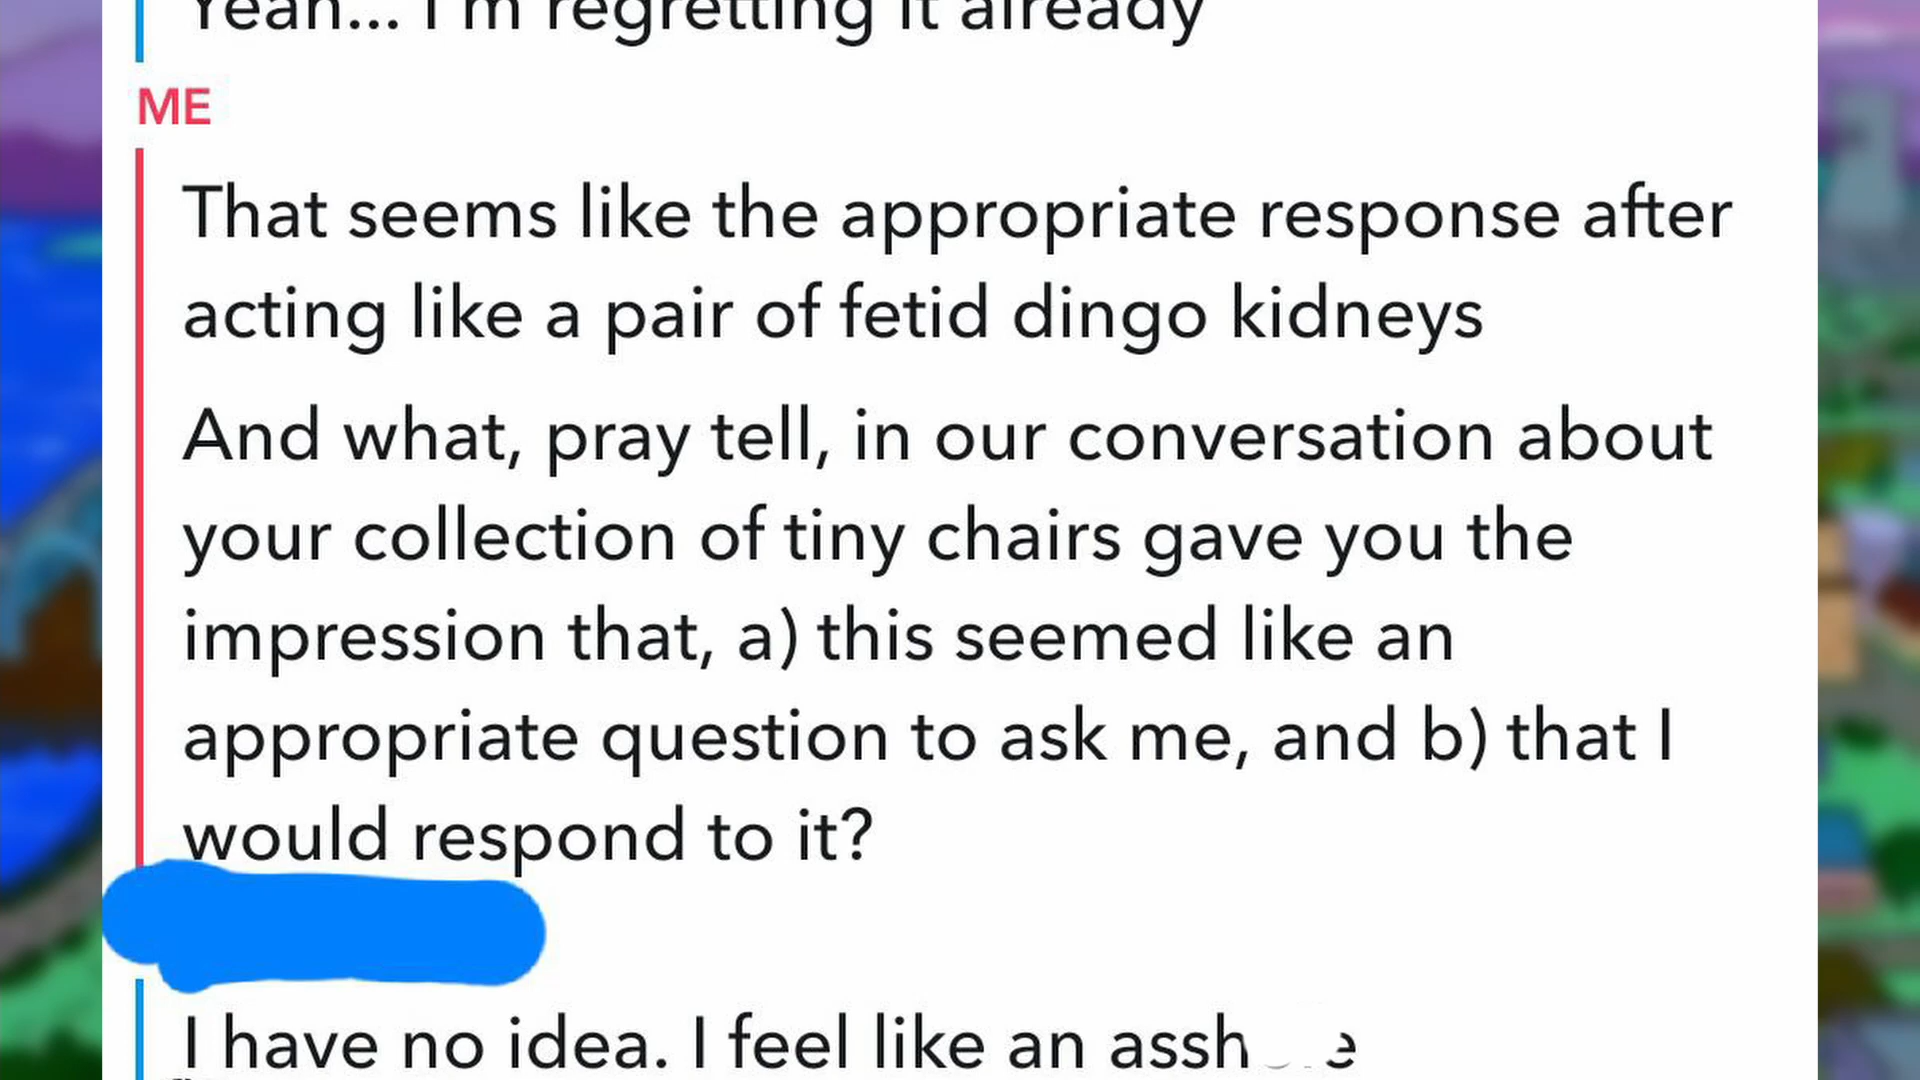 Yeah... I'm regretting it already
ME
That seems like the appropriate response after
acting like a pair of fetid dingo kidneys
And what, pray tell, in our conversation about
your collection of tiny chairs gave you the
impression that, a) this seemed like an
appropriate question to ask me, and b) that I
would respond to it?
I have no idea. I feel like an